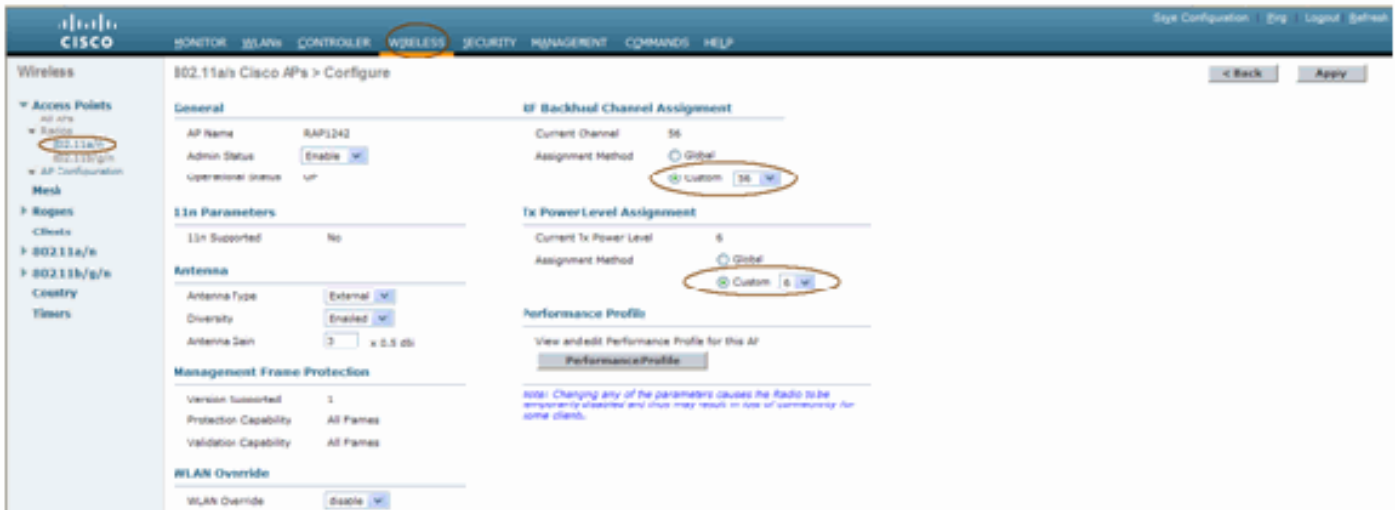 Save Configuration | Ping | Logout Refresh
CISCO
MONITOR WLANs CONTROLLER WIRELESS SECURITY MANAGEMENT COMMANDS HELP
Wireless
802.11a/n Cisco APs > Configure
< Back
Apply
Access Points
All APs
Radios
802.11a/n
802.11b/g/n
AP Configuration
Mesh
Rogues
Clients
802.11a/n
802.11b/g/n
Country
Timers
General
AP Name RAP1242
Admin Status Enable
Operational Status UP
11n Parameters
11n Supported No
Antenna
Antenna Type External
Diversity Enabled
Antenna Gain 3 x 0.5 dBi
Management Frame Protection
Version Supported 1
Protection Capability All Frames
Validation Capability All Frames
WLAN Override
WLAN Override disable
RF Backhaul Channel Assignment
Current Channel 56
Assignment Method Global
Custom 56
Tx Power Level Assignment
Current Tx Power Level 6
Assignment Method Global
Custom 6
Performance Profile
View and edit Performance Profile for this AP
Performance Profile
Note: Changing any of the parameters causes the Radio to be
temporarily disabled and thus may result in loss of connectivity for
some clients.